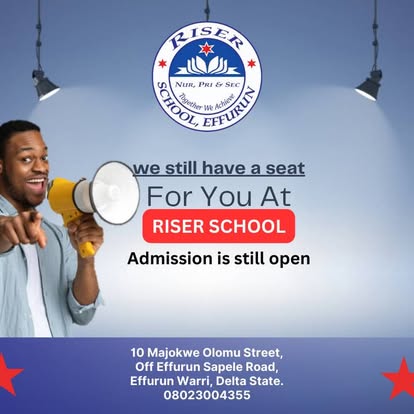 RISER
NUR, PRI & SEC
Together We Achieve
SCHOOL, EFFURUN
we still have a seat
For You At
RISER SCHOOL
Admission is still open
10 Majokwe Olomu Street,
Off Effurun Sapele Road,
Effurun Warri, Delta State.
08023004355